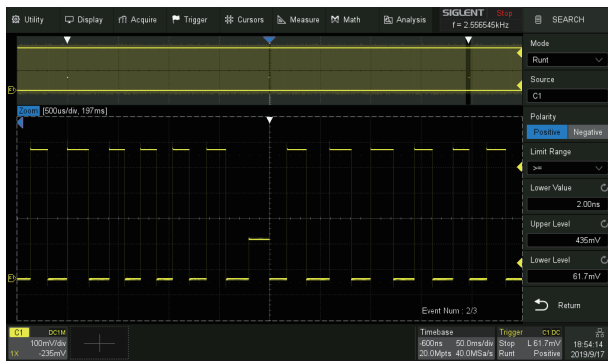 Utility Display Acquire Trigger Cursors Measure Math Analysis SIGLENT Stop
f = 2.556545kHz
SEARCH
Mode
Runt
Source
C1
Polarity
Positive Negative
Limit Range
>=
Lower Value
2.00ns
Upper Level
435mV
Lower Level
61.7mV
Return
Zoom [500us/div, 197ms]
Event Num : 2/3
C1 DC1M
100mV/div
1X -235mV
Timebase
-600ns 50.0ms/div
20.0Mpts 40.0MSa/s
Trigger C1 DC
Stop L 61.7mV
Runt Positive
18:54:14
2019/9/17